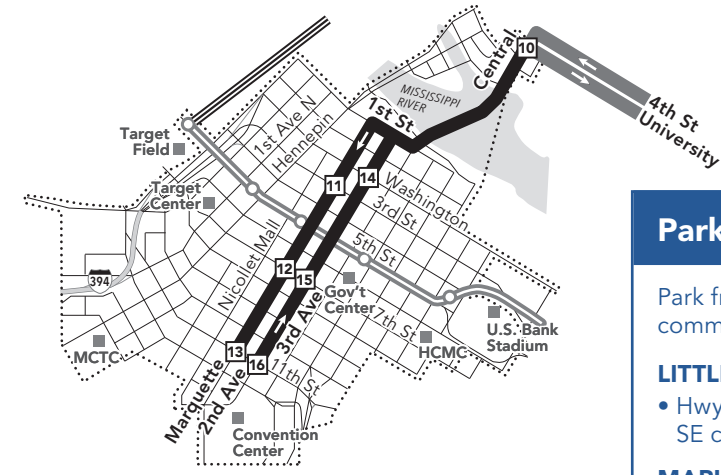 10
Central
MISSISSIPPI
RIVER
4th St
University
1st St
Target
Field
1st Ave N
Hennepin
11
14
Washington
3rd St
Target
Center
5th St
Nicollet Mall
394
12
15
Gov't
Center
7th St
U.S. Bank
Stadium
MCTC
HCMC
13
16
3rd Ave
11th St
Marquette
2nd Ave
Convention
Center
Park
Park fr
comm
LITTL
• Hwy
SE c